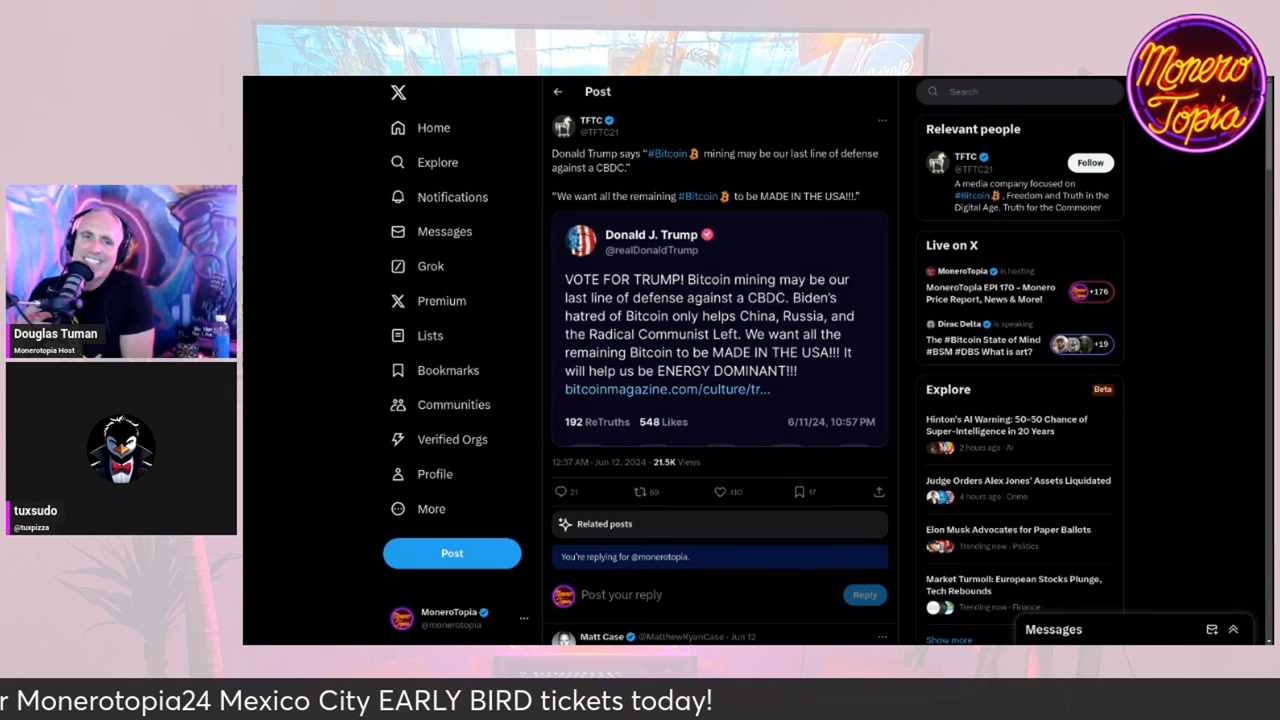 Monero
Topia
X
Home
Explore
Notifications
Messages
Grok
Premium
Lists
Bookmarks
Communities
Verified Orgs
Profile
More
Post
MoneroTopia
@monerotopia
Post
TFTC
@TFTC21
Donald Trump says “#Bitcoin mining may be our last line of defense
against a CBDC.”
“We want all the remaining #Bitcoin to be MADE IN THE USA!!!.”
Donald J. Trump
@realDonaldTrump
VOTE FOR TRUMP! Bitcoin mining may be our
last line of defense against a CBDC. Biden’s
hatred of Bitcoin only helps China, Russia, and
the Radical Communist Left. We want all the
remaining Bitcoin to be MADE IN THE USA!!! It
will help us be ENERGY DOMINANT!!!
bitcoinmagazine.com/culture/tr...
192 ReTruths 548 Likes 6/11/24, 10:57 PM
12:37 AM · Jun 12, 2024 · 21.5K Views
21 69 410 17
Related posts
You're replying for @monerotopia.
Post your reply
Reply
Matt Case @MatthewRyanCase · Jun 12
Search
Relevant people
TFTC
@TFTC21
Follow
A media company focused on
#Bitcoin , Freedom and Truth in the
Digital Age. Truth for the Commoner
Live on X
MoneroTopia is hosting
MoneroTopia EPI 170 - Monero
Price Report, News & More!
+176
Dirac Delta is speaking
The #Bitcoin State of Mind
#BSM #DBS What is art?
+19
Explore
Beta
Hinton's AI Warning: 50-50 Chance of
Super-Intelligence in 20 Years
2 hours ago · AI
Judge Orders Alex Jones' Assets Liquidated
4 hours ago · Crime
Elon Musk Advocates for Paper Ballots
Trending now · Politics
Market Turmoil: European Stocks Plunge,
Tech Rebounds
Trending now · Finance
Show more
Messages
Douglas Tuman
Monerotopia Host
tuxsudo
@tuxpizza
r Monerotopia24 Mexico City EARLY BIRD tickets today!